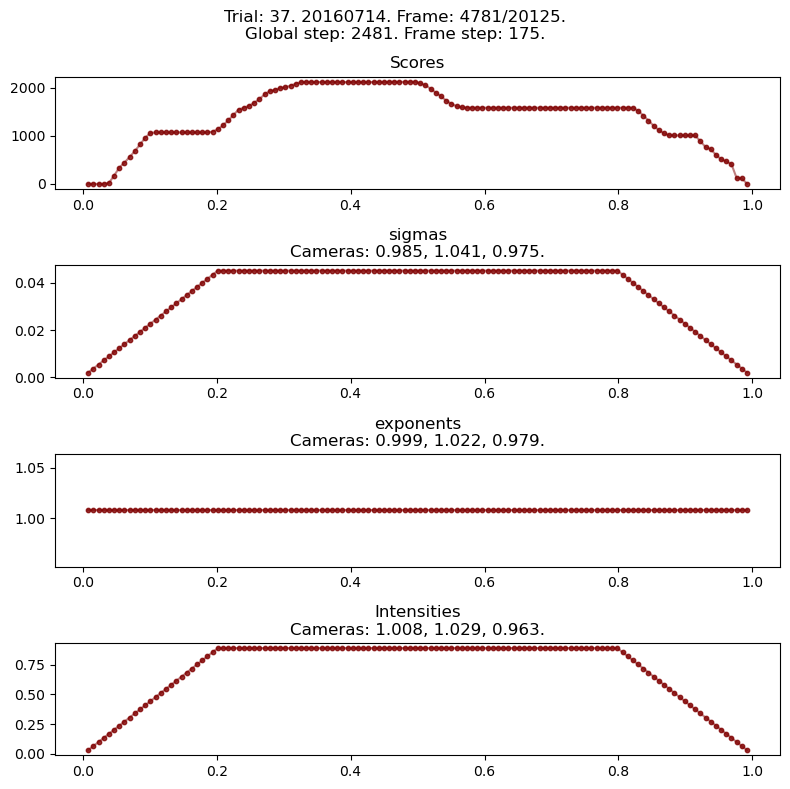 Trial: 37. 20160714. Frame: 4781/20125.
Global step: 2481. Frame step: 175.
Scores
2000
1000
0
0.0 0.2 0.4 0.6 0.8 1.0
sigmas
Cameras: 0.985, 1.041, 0.975.
0.04
0.02
0.00
0.0 0.2 0.4 0.6 0.8 1.0
exponents
Cameras: 0.999, 1.022, 0.979.
1.05
1.00
0.0 0.2 0.4 0.6 0.8 1.0
Intensities
Cameras: 1.008, 1.029, 0.963.
0.75
0.50
0.25
0.00
0.0 0.2 0.4 0.6 0.8 1.0